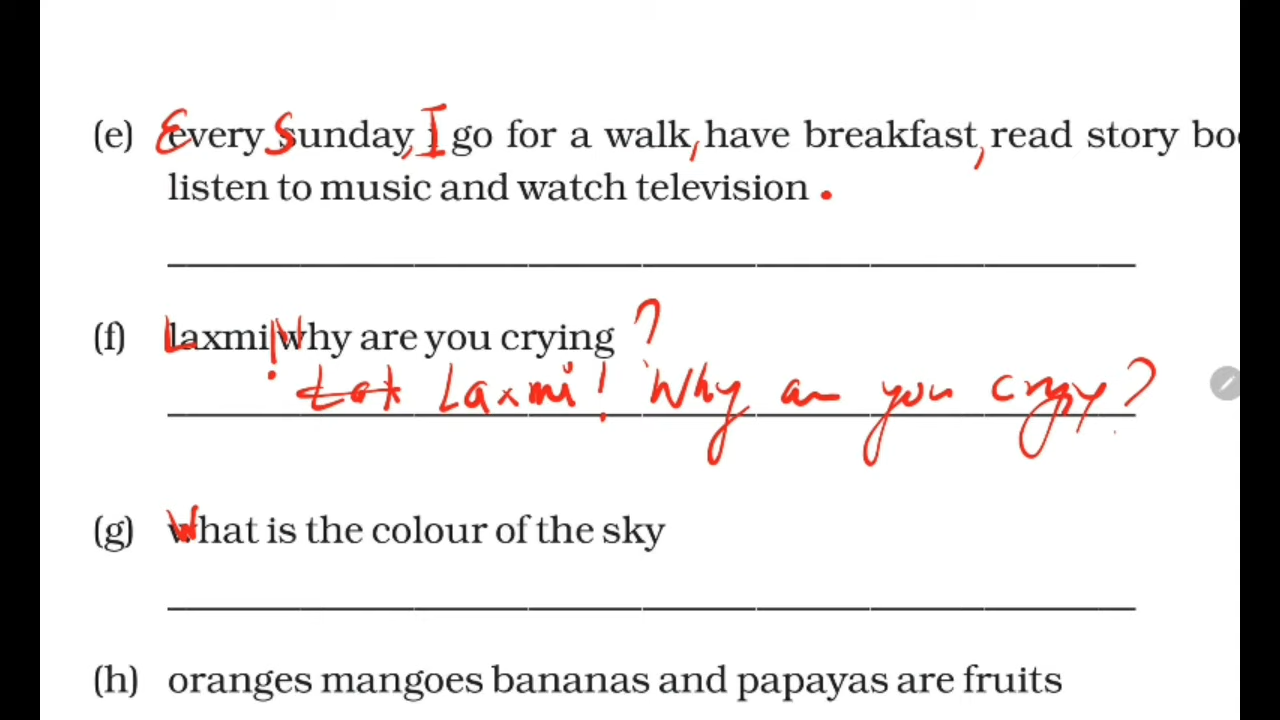 (e) Every Sunday, I go for a walk, have breakfast, read story
listen to music and watch television.
(f) Laxmi! Why are you crying ?
Laxmi! Why are you
(g) What is the colour of the sky
(h) oranges mangoes bananas and papayas are fruits